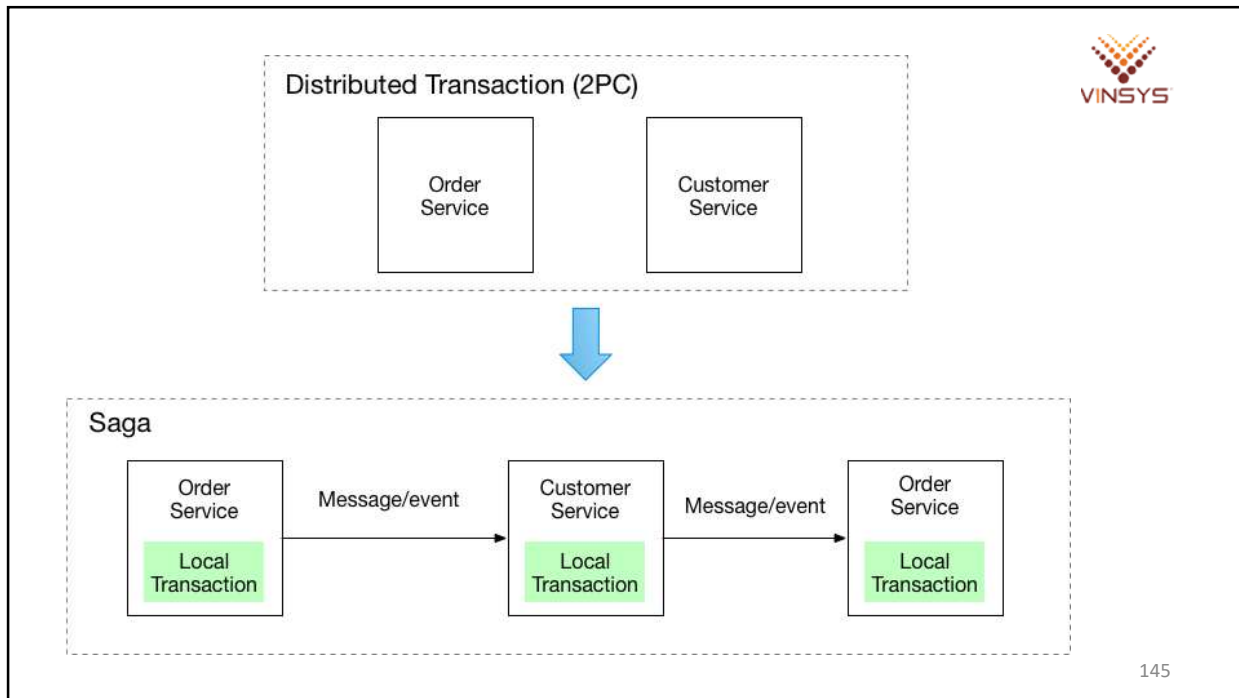 VINSYS
Distributed Transaction (2PC)
Order
Service
Customer
Service
Saga
Order
Service
Local
Transaction
Message/event
Customer
Service
Local
Transaction
Message/event
Order
Service
Local
Transaction
145